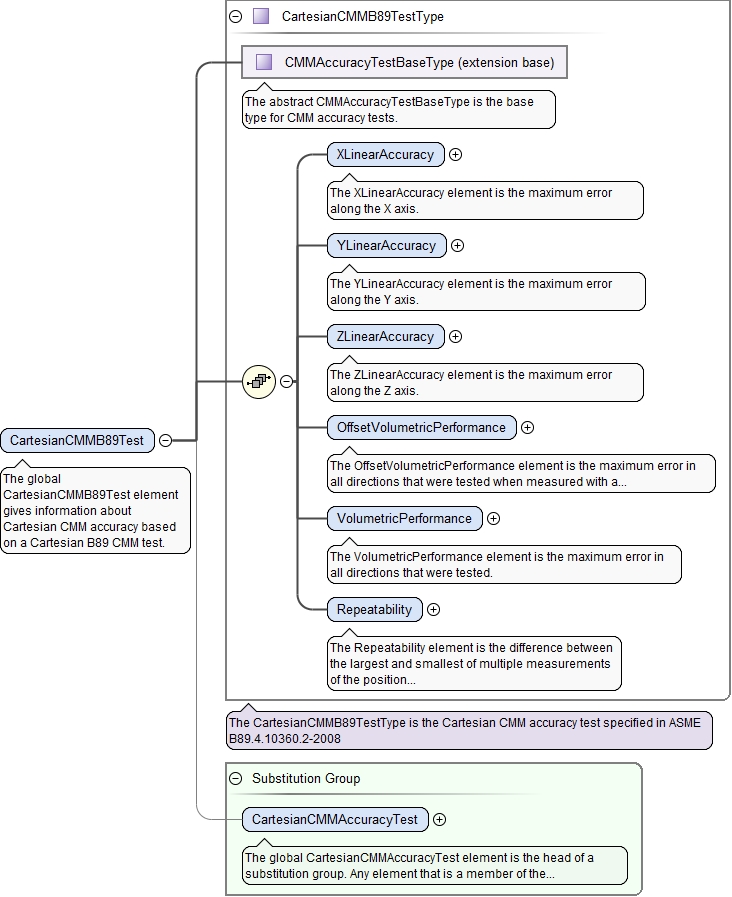 CartesianCMMB89TestType
CMMAccuracyTestBaseType (extension base)
The abstract CMMAccuracyTestBaseType is the base
type for CMM accuracy tests.
XLinearAccuracy
The XLinearAccuracy element is the maximum error
along the X axis.
YLinearAccuracy
The YLinearAccuracy element is the maximum error
along the Y axis.
ZLinearAccuracy
The ZLinearAccuracy element is the maximum error
along the Z axis.
OffsetVolumetricPerformance
The OffsetVolumetricPerformance element is the maximum error in
all directions that were tested when measured with a...
VolumetricPerformance
The VolumetricPerformance element is the maximum error in
all directions that were tested.
Repeatability
The Repeatability element is the difference between
the largest and smallest of multiple measurements
of the position...
CartesianCMMB89Test
The global
CartesianCMMB89Test element
gives information about
Cartesian CMM accuracy based
on a Cartesian B89 CMM test.
The CartesianCMMB89TestType is the Cartesian CMM accuracy test specified in ASME
B89.4.10360.2-2008
Substitution Group
CartesianCMMAccuracyTest
The global CartesianCMMAccuracyTest element is the head of a
substitution group. Any element that is a member of the...